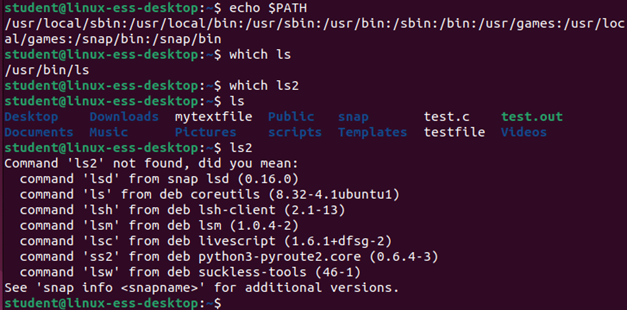 student@linux-ess-desktop:~$ echo $PATH
/usr/local/sbin:/usr/local/bin:/usr/sbin:/usr/bin:/sbin:/bin:/usr/games:/usr/loc
al/games:/snap/bin:/snap/bin
student@linux-ess-desktop:~$ which ls
/usr/bin/ls
student@linux-ess-desktop:~$ which ls2
student@linux-ess-desktop:~$ ls
Desktop    Downloads  mytextfile  Public   snap       test.c    test.out
Documents  Music      Pictures    scripts  Templates  testfile  Videos
student@linux-ess-desktop:~$ ls2
Command 'ls2' not found, did you mean:
  command 'lsd' from snap lsd (0.16.0)
  command 'ls' from deb coreutils (8.32-4.1ubuntu1)
  command 'lsh' from deb lsh-client (2.1-13)
  command 'lsm' from deb lsm (1.0.4-2)
  command 'lsc' from deb livescript (1.6.1+dfsg-2)
  command 'ss2' from deb python3-pyroute2.core (0.6.4-3)
  command 'lsw' from deb suckless-tools (46-1)
See 'snap info <snapname>' for additional versions.
student@linux-ess-desktop:~$